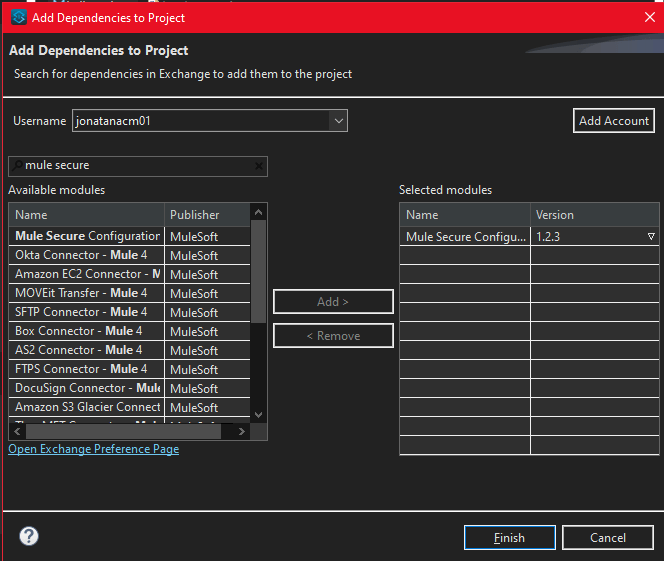 Add Dependencies to Project
Add Dependencies to Project
Search for dependencies in Exchange to add them to the project
Username jonatanacm01 Add Account
mule secure
Available modules Selected modules
Name Publisher Name Version
Mule Secure Configuration MuleSoft Mule Secure Configu... 1.2.3
Okta Connector - Mule 4 MuleSoft
Amazon EC2 Connector - M MuleSoft
MOVEit Transfer - Mule 4 MuleSoft
SFTP Connector - Mule 4 MuleSoft
Add >
Box Connector - Mule 4 MuleSoft
< Remove
AS2 Connector - Mule 4 MuleSoft
FTPS Connector - Mule 4 MuleSoft
DocuSign Connector - Mule MuleSoft
Amazon S3 Glacier Connect MuleSoft
MuleSoft
Open Exchange Preference Page
? Finish Cancel